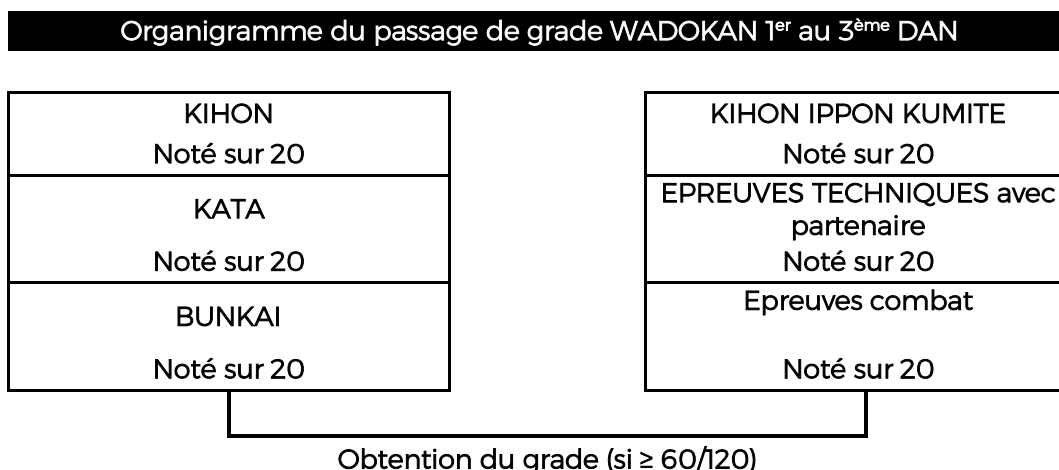 Organigramme du passage de grade WADOKAN 1er au 3ème DAN
KIHON
Noté sur 20
KATA
Noté sur 20
BUNKAI
Noté sur 20
KIHON IPPON KUMITE
Noté sur 20
EPREUVES TECHNIQUES avec
partenaire
Noté sur 20
Epreuves combat
Noté sur 20
Obtention du grade (si ≥ 60/120)